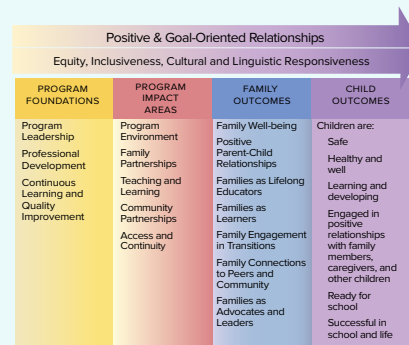 Positive & Goal-Oriented Relationships
Equity, Inclusiveness, Cultural and Linguistic Responsiveness
PROGRAM
FOUNDATIONS
Program
Leadership
Professional
Development
Continuous
Learning and
Quality
Improvement
PROGRAM
IMPACT
AREAS
Program
Environment
Family
Partnerships
Teaching and
Learning
Community
Partnerships
Access and
Continuity
FAMILY
OUTCOMES
Family Well-being
Positive
Parent-Child
Relationships
Families as Lifelong
Educators
Families as
Learners
Family Engagement
in Transitions
Family Connections
to Peers and
Community
Families as
Advocates and
Leaders
CHILD
OUTCOMES
Children are:
Safe
Healthy and
well
Learning and
developing
Engaged in
positive
relationships
with family
members,
caregivers, and
other children
Ready for
school
Successful in
school and life